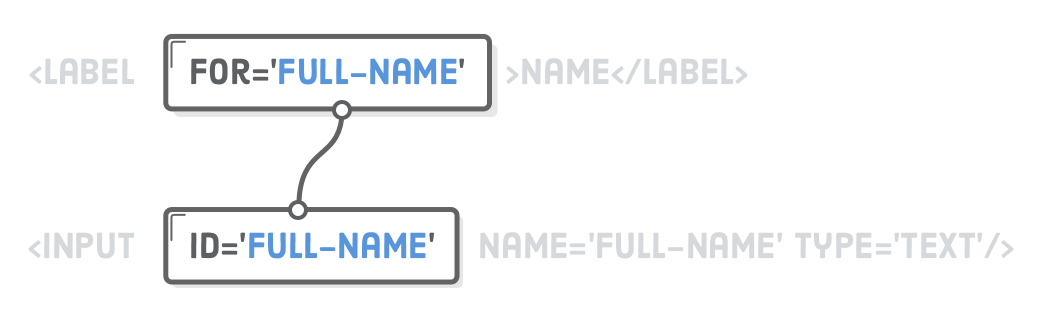 <LABEL FOR='FULL-NAME' >NAME</LABEL>
<INPUT ID='FULL-NAME' NAME='FULL-NAME' TYPE='TEXT'/>